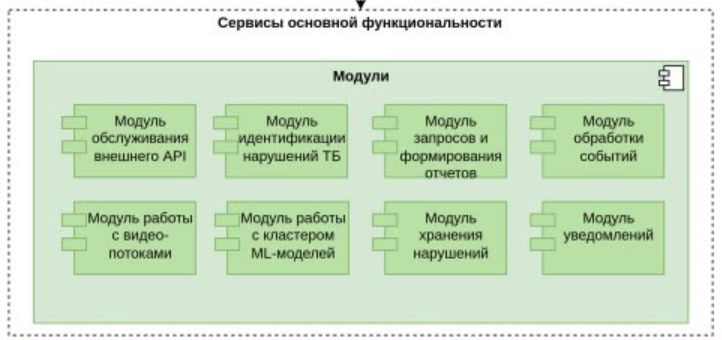 Сервисы основной функциональности
Модули
Модуль
обслуживания
внешнего API
Модуль
идентификации
нарушений ТБ
Модуль
запросов и
формирования
отчетов
Модуль
обработки
событий
Модуль работы
с видео-
потоками
Модуль работы
с кластером
ML-моделей
Модуль
хранения
нарушений
Модуль
уведомлений